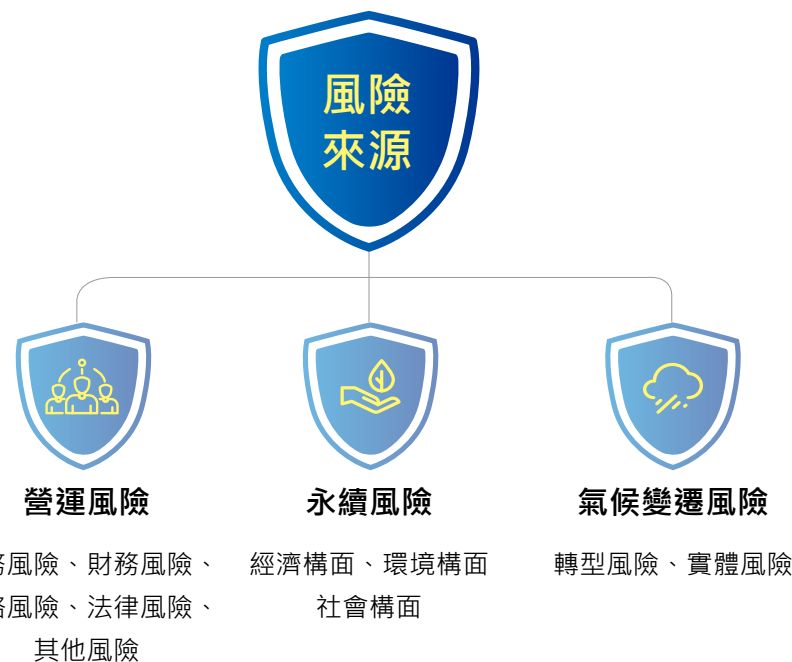 風險
來源
營運風險
永續風險
氣候變遷風險
風險、財務風險、
風險、法律風險、
其他風險
經濟構面、環境構面
社會構面
轉型風險、實體風險